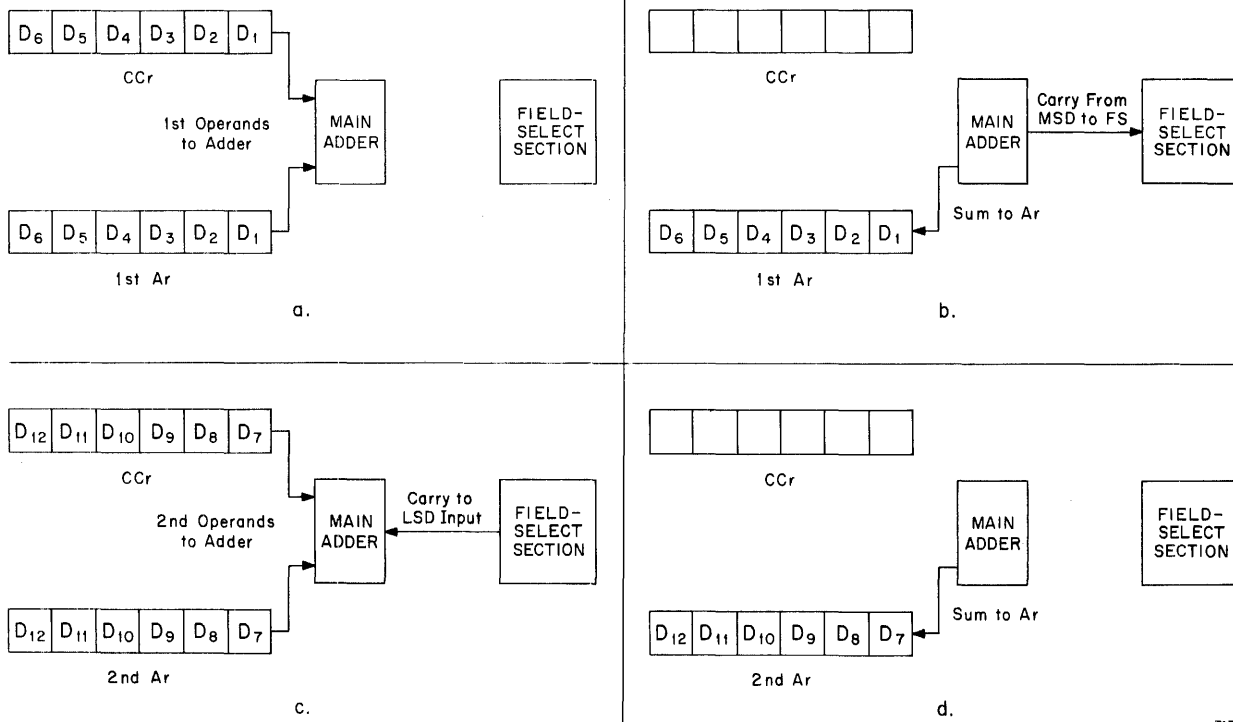 D6 D5 D4 D3 D2 D1
CCr
1st Operands
to Adder
MAIN
ADDER
FIELD-
SELECT
SECTION
D6 D5 D4 D3 D2 D1
1st Ar
a.
CCr
MAIN
ADDER
Carry From
MSD to FS
FIELD-
SELECT
SECTION
Sum to Ar
D6 D5 D4 D3 D2 D1
1st Ar
b.
D12 D11 D10 D9 D8 D7
CCr
2nd Operands
to Adder
MAIN
ADDER
Carry to
LSD Input
FIELD-
SELECT
SECTION
D12 D11 D10 D9 D8 D7
2nd Ar
c.
CCr
MAIN
ADDER
FIELD-
SELECT
SECTION
Sum to Ar
D12 D11 D10 D9 D8 D7
2nd Ar
d.